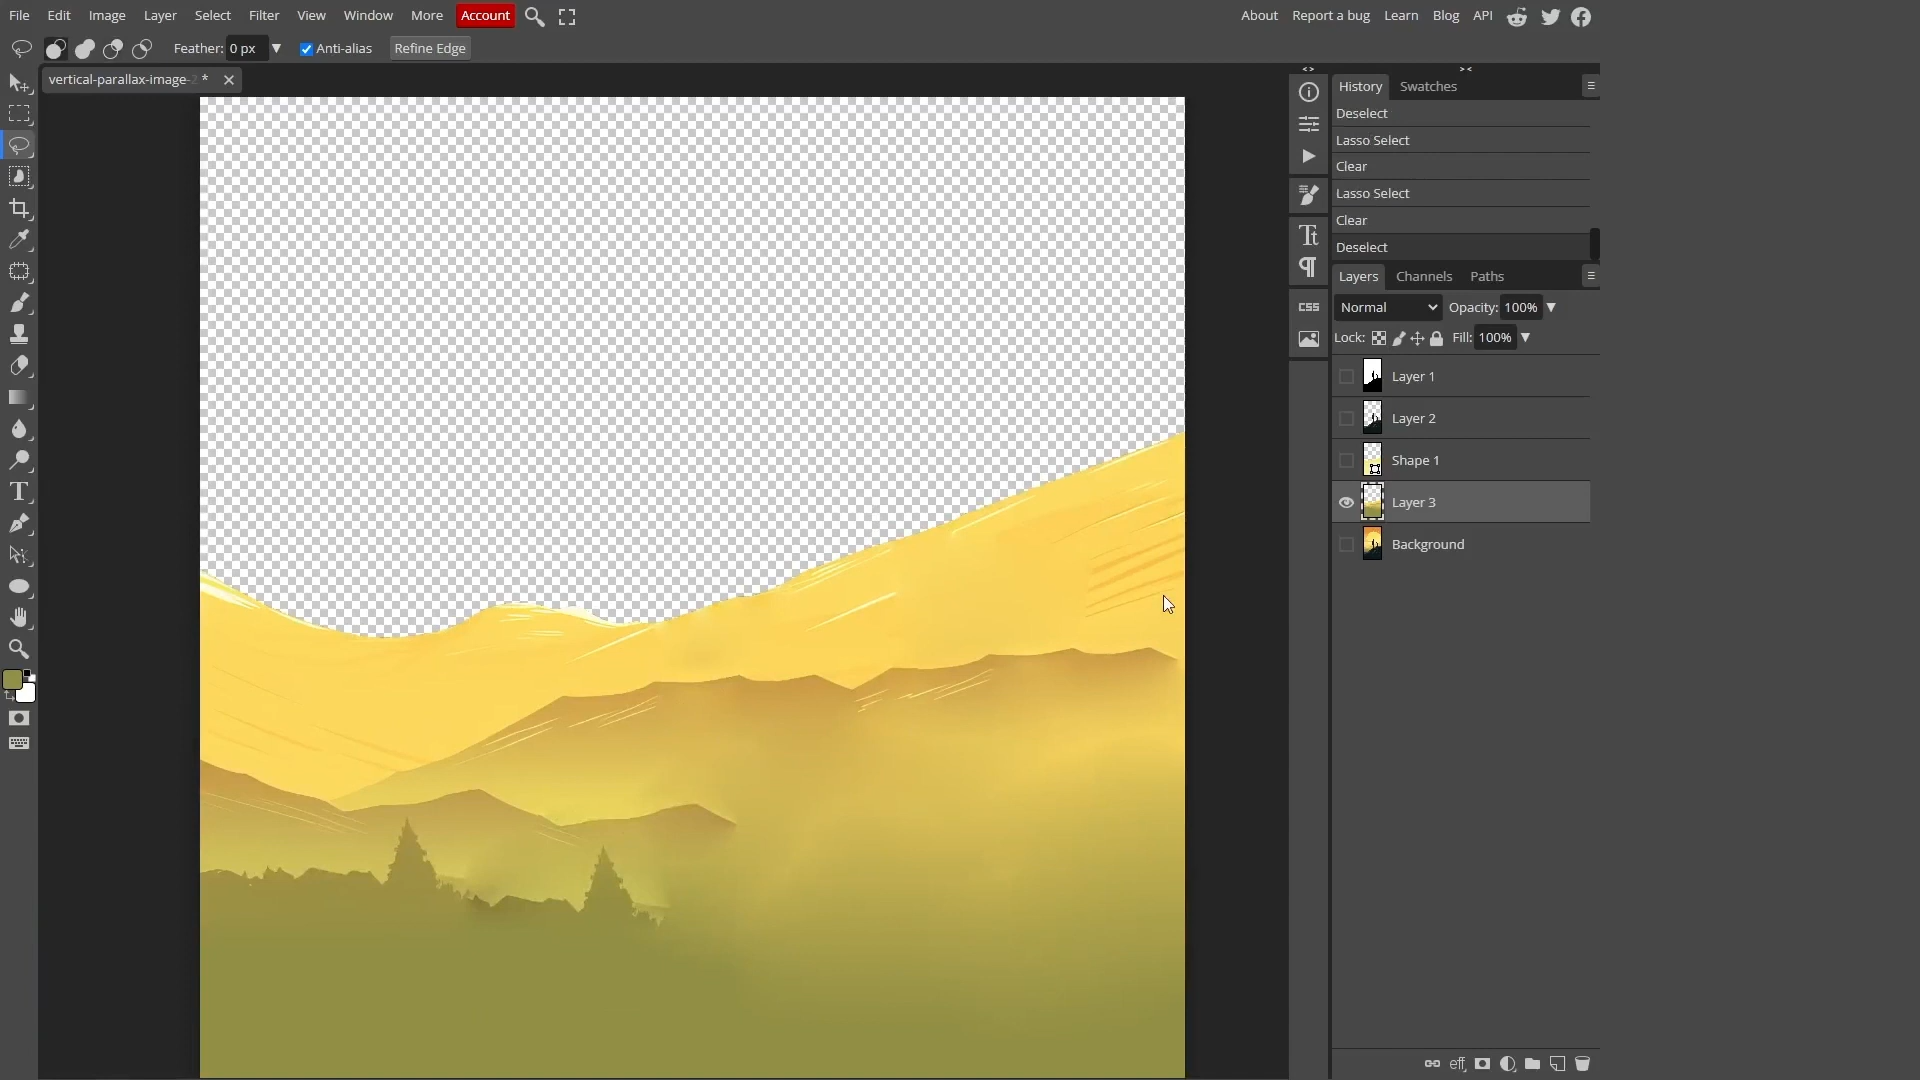 File Edit Image Layer Select Filter View Window More Account About Report a bug Learn Blog API
Feather: 0 px Anti-alias Refine Edge
vertical-parallax-image-2 *
History Swatches
Deselect
Lasso Select
Clear
Lasso Select
Clear
Deselect
Layers Channels Paths
Normal Opacity: 100%
Lock: Fill: 100%
Layer 1
Layer 2
Shape 1
Layer 3
Background
CSS
eff